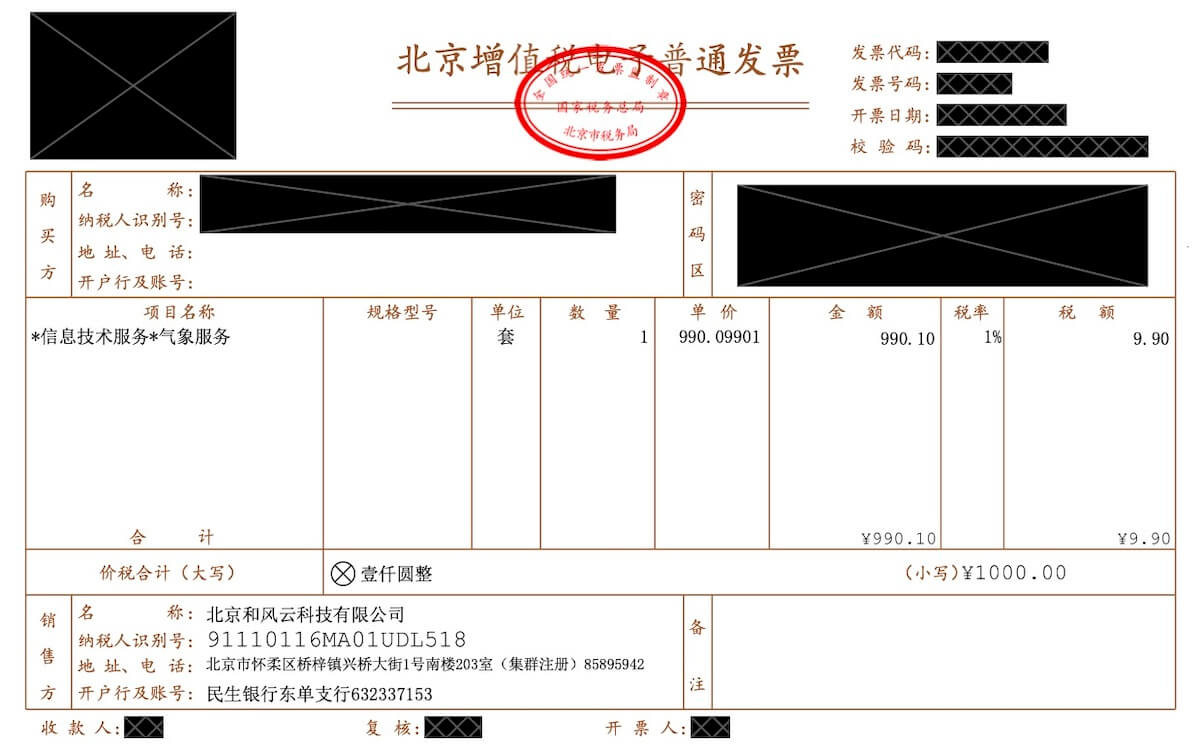 北京增值税电子普通发票
全国统一发票监制章
国家税务总局
北京市税务局
发票代码:
发票号码:
开票日期:
校验码:
购买方
名称:
纳税人识别号:
地址、电话:
开户行及账号:
密码区
项目名称 规格型号 单位 数量 单价 金额 税率 税额
*信息技术服务*气象服务 套 1 990.09901 990.10 1% 9.90
合计 ¥990.10 ¥9.90
价税合计（大写） ⊗壹仟圆整 （小写）¥1000.00
销售方
名称: 北京和风云科技有限公司
纳税人识别号: 91110116MA01UDL518
地址、电话: 北京市怀柔区桥梓镇兴桥大街1号南楼203室（集群注册）85895942
开户行及账号: 民生银行东单支行632337153
备注
收款人: 复核: 开票人: